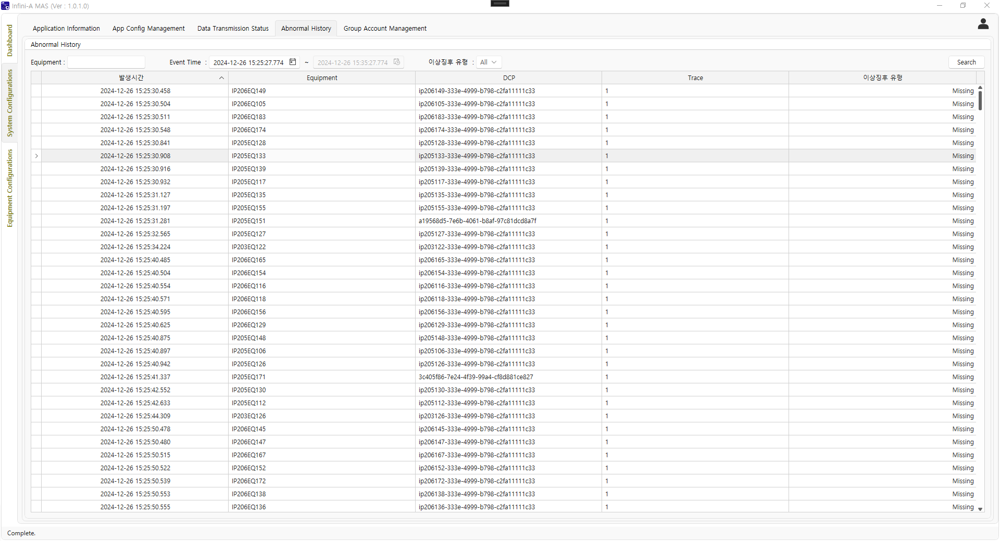 Infini-A MAS (Ver : 1.0.1.0)
Dashboard
System Configurations
Equipment Configurations
Application Information App Config Management Data Transmission Status Abnormal History Group Account Management
Abnormal History
Equipment : Event Time : 2024-12-26 15:25:27.774 ~ 2024-12-26 15:35:27.774 이상징후 유형 : All Search
발생시간 Equipment DCP Trace 이상징후 유형
2024-12-26 15:25:30.458 IP206EQ149 ip206149-333e-4999-b798-c2fa11111c33 1 Missing
2024-12-26 15:25:30.504 IP206EQ105 ip206105-333e-4999-b798-c2fa11111c33 1 Missing
2024-12-26 15:25:30.511 IP206EQ183 ip206183-333e-4999-b798-c2fa11111c33 1 Missing
2024-12-26 15:25:30.548 IP206EQ174 ip206174-333e-4999-b798-c2fa11111c33 1 Missing
2024-12-26 15:25:30.841 IP205EQ128 ip205128-333e-4999-b798-c2fa11111c33 1 Missing
2024-12-26 15:25:30.908 IP205EQ133 ip205133-333e-4999-b798-c2fa11111c33 1 Missing
2024-12-26 15:25:30.916 IP205EQ139 ip205139-333e-4999-b798-c2fa11111c33 1 Missing
2024-12-26 15:25:30.932 IP205EQ117 ip205117-333e-4999-b798-c2fa11111c33 1 Missing
2024-12-26 15:25:31.127 IP205EQ135 ip205135-333e-4999-b798-c2fa11111c33 1 Missing
2024-12-26 15:25:31.197 IP205EQ155 ip205155-333e-4999-b798-c2fa11111c33 1 Missing
2024-12-26 15:25:31.281 IP205EQ151 a19568d5-7e6b-4061-b8af-97c81dcd8a7f 1 Missing
2024-12-26 15:25:32.565 IP205EQ127 ip205127-333e-4999-b798-c2fa11111c33 1 Missing
2024-12-26 15:25:34.224 IP203EQ122 ip203122-333e-4999-b798-c2fa11111c33 1 Missing
2024-12-26 15:25:40.485 IP206EQ165 ip206165-333e-4999-b798-c2fa11111c33 1 Missing
2024-12-26 15:25:40.504 IP206EQ154 ip206154-333e-4999-b798-c2fa11111c33 1 Missing
2024-12-26 15:25:40.554 IP206EQ116 ip206116-333e-4999-b798-c2fa11111c33 1 Missing
2024-12-26 15:25:40.571 IP206EQ118 ip206118-333e-4999-b798-c2fa11111c33 1 Missing
2024-12-26 15:25:40.595 IP206EQ156 ip206156-333e-4999-b798-c2fa11111c33 1 Missing
2024-12-26 15:25:40.625 IP206EQ129 ip206129-333e-4999-b798-c2fa11111c33 1 Missing
2024-12-26 15:25:40.875 IP205EQ148 ip205148-333e-4999-b798-c2fa11111c33 1 Missing
2024-12-26 15:25:40.897 IP205EQ106 ip205106-333e-4999-b798-c2fa11111c33 1 Missing
2024-12-26 15:25:40.942 IP205EQ126 ip205126-333e-4999-b798-c2fa11111c33 1 Missing
2024-12-26 15:25:41.337 IP205EQ171 3c405f86-7e24-4f39-99a4-cf8d881ce827 1 Missing
2024-12-26 15:25:42.552 IP205EQ130 ip205130-333e-4999-b798-c2fa11111c33 1 Missing
2024-12-26 15:25:42.633 IP205EQ112 ip205112-333e-4999-b798-c2fa11111c33 1 Missing
2024-12-26 15:25:44.309 IP203EQ126 ip203126-333e-4999-b798-c2fa11111c33 1 Missing
2024-12-26 15:25:50.478 IP206EQ145 ip206145-333e-4999-b798-c2fa11111c33 1 Missing
2024-12-26 15:25:50.480 IP206EQ147 ip206147-333e-4999-b798-c2fa11111c33 1 Missing
2024-12-26 15:25:50.515 IP206EQ167 ip206167-333e-4999-b798-c2fa11111c33 1 Missing
2024-12-26 15:25:50.522 IP206EQ152 ip206152-333e-4999-b798-c2fa11111c33 1 Missing
2024-12-26 15:25:50.539 IP206EQ172 ip206172-333e-4999-b798-c2fa11111c33 1 Missing
2024-12-26 15:25:50.553 IP206EQ138 ip206138-333e-4999-b798-c2fa11111c33 1 Missing
2024-12-26 15:25:50.555 IP206EQ136 ip206136-333e-4999-b798-c2fa11111c33 1 Missing
Complete.